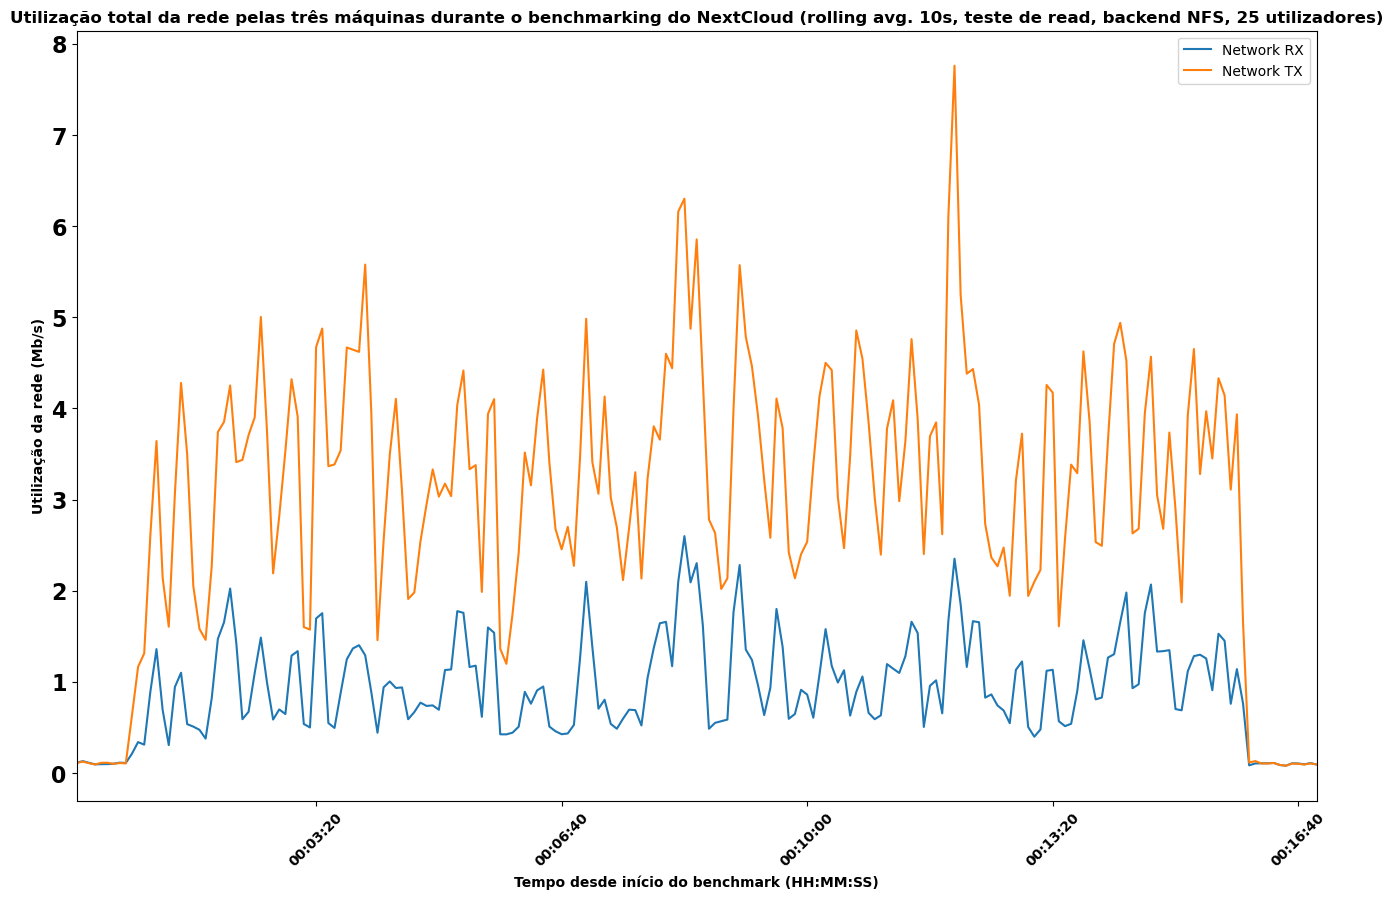 Utilização total da rede pelas três máquinas durante o benchmarking do NextCloud (rolling avg. 10s, teste de read, backend NFS, 25 utilizadores)
Network RX
Network TX
Utilização da rede (Mb/s)
8
7
6
5
4
3
2
1
0
00:03:20
00:06:40
00:10:00
00:13:20
00:16:40
Tempo desde início do benchmark (HH:MM:SS)